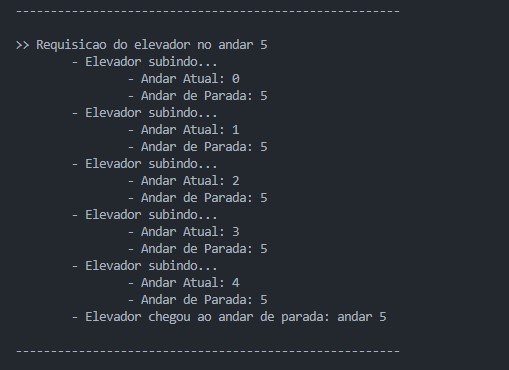 -------------------------------------------------------
>> Requisicao do elevador no andar 5
- Elevador subindo...
- Andar Atual: 0
- Andar de Parada: 5
- Elevador subindo...
- Andar Atual: 1
- Andar de Parada: 5
- Elevador subindo...
- Andar Atual: 2
- Andar de Parada: 5
- Elevador subindo...
- Andar Atual: 3
- Andar de Parada: 5
- Elevador subindo...
- Andar Atual: 4
- Andar de Parada: 5
- Elevador chegou ao andar de parada: andar 5
-------------------------------------------------------